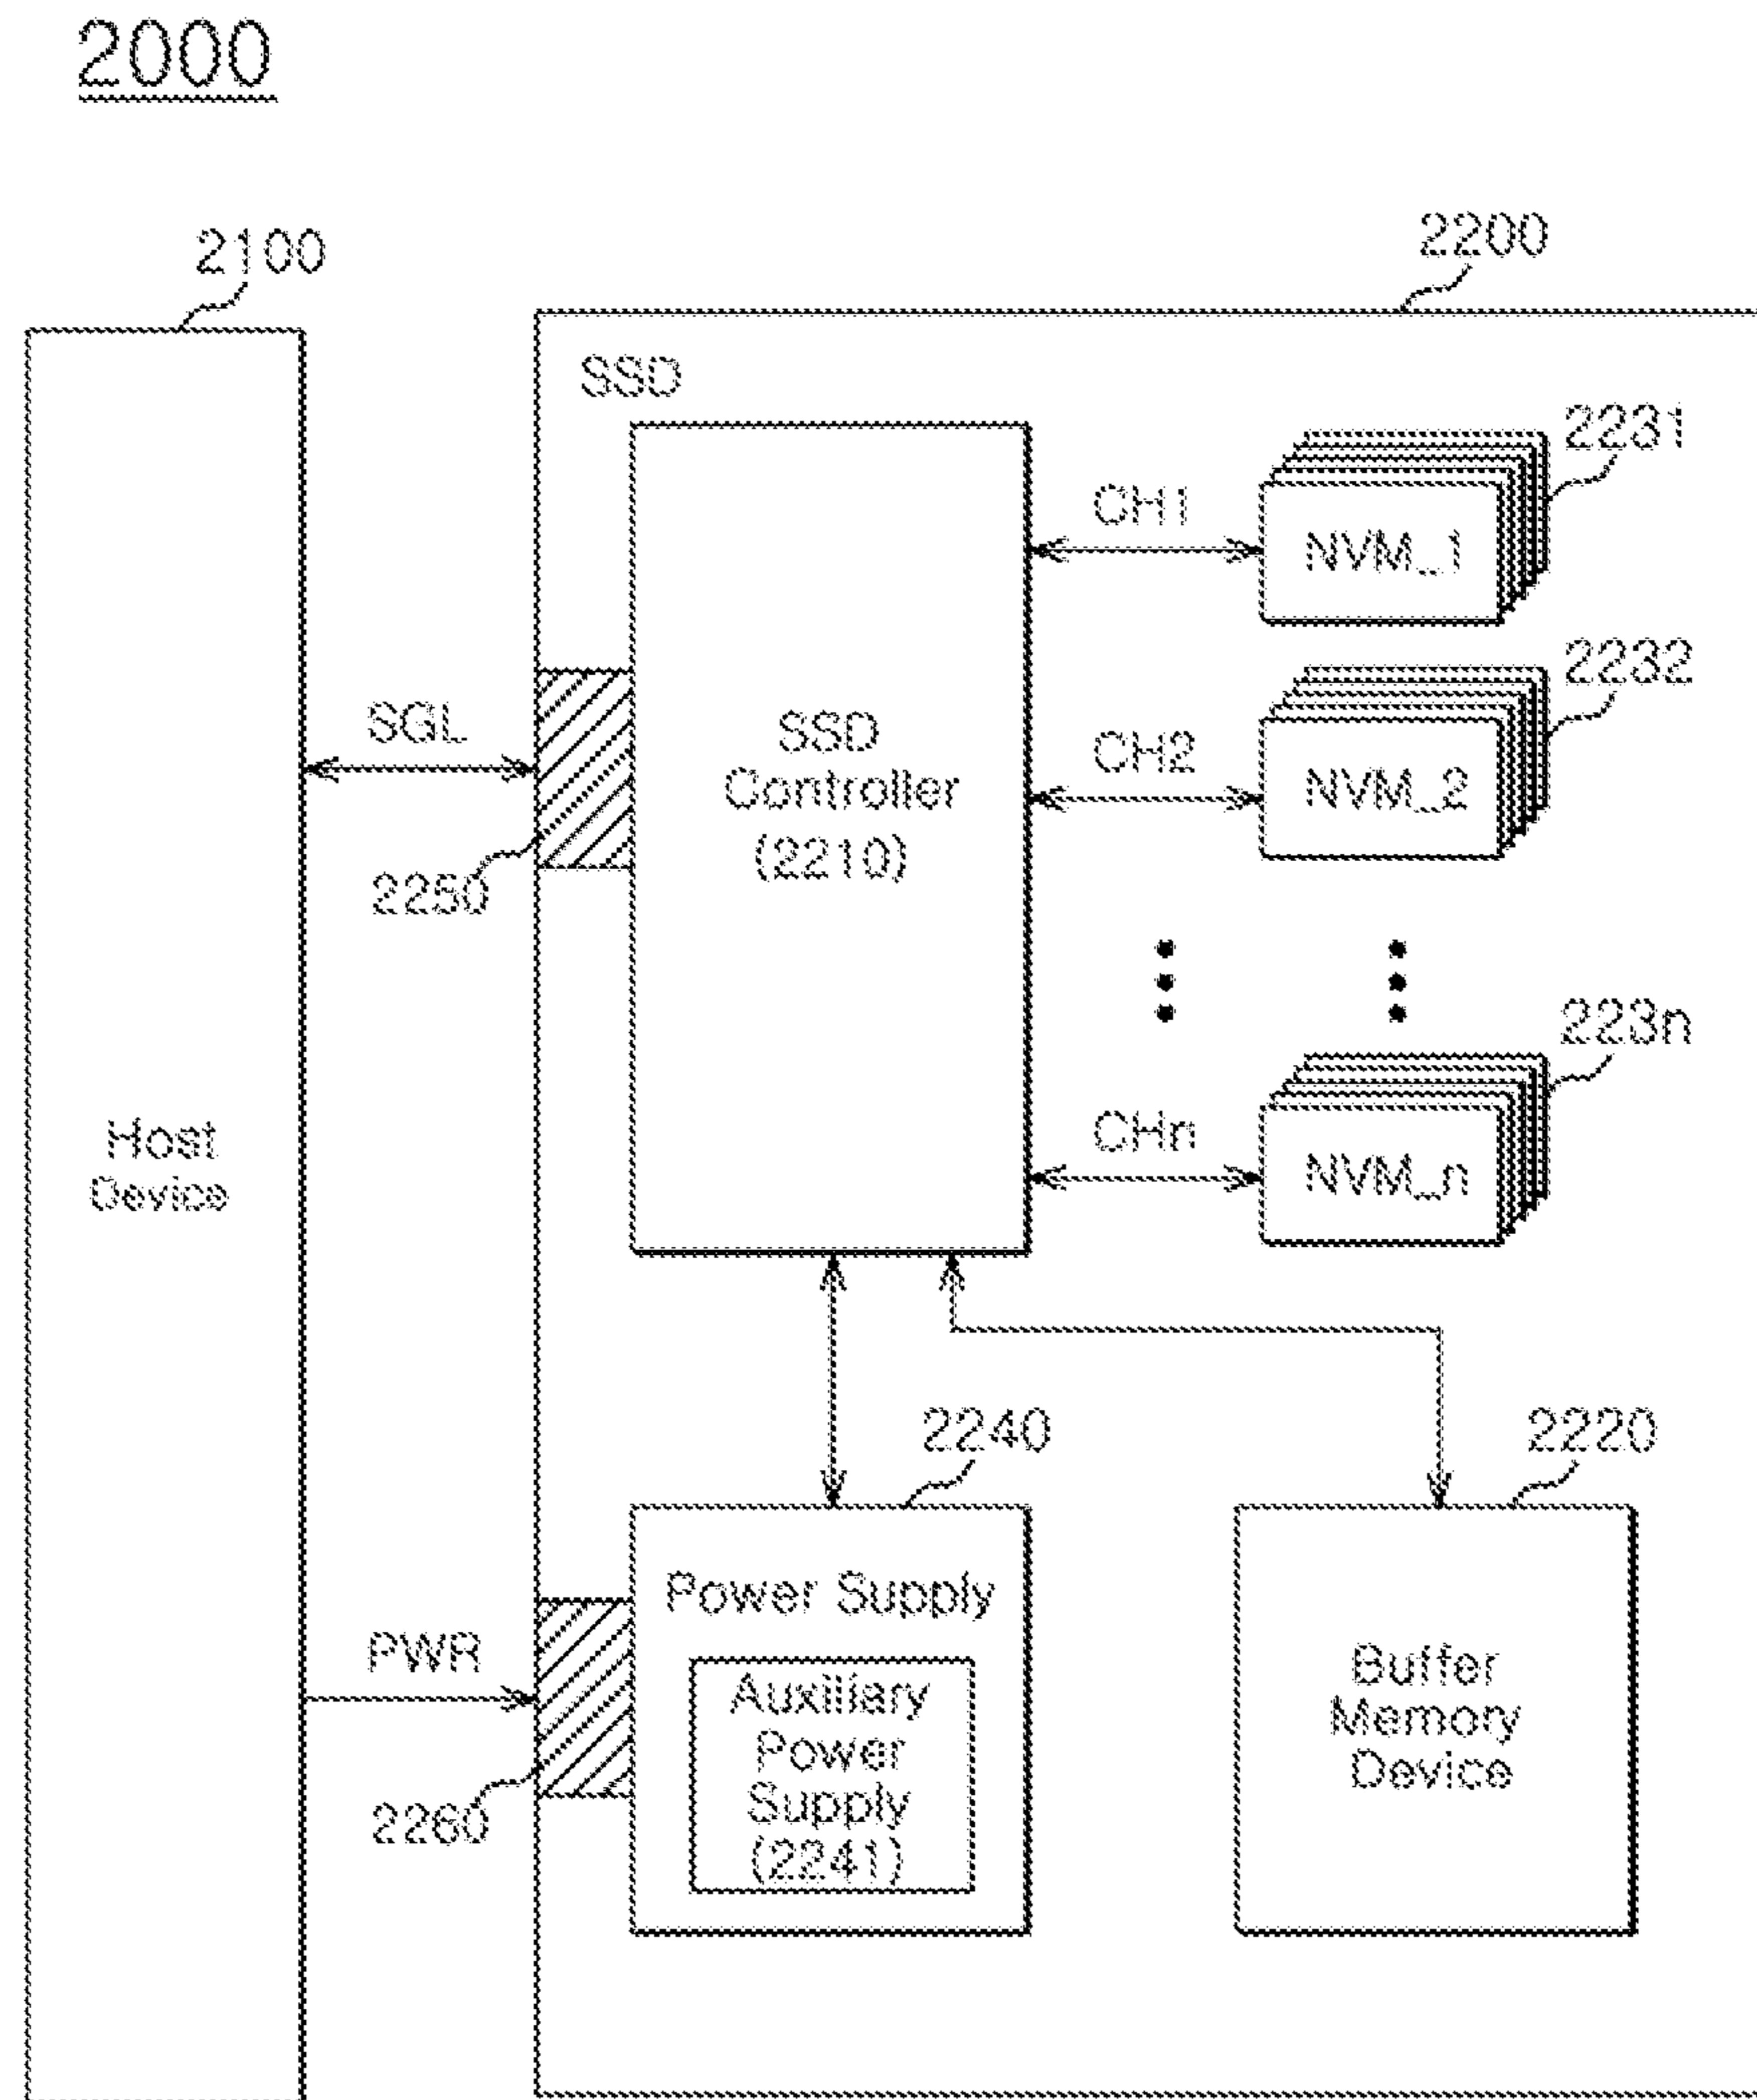 2000
2100
2200
SSD
2231
CH1
NVM_1
2232
SGL
SSD
Controller
(2210)
CH2
NVM_2
2250
223n
CHn
NVM_n
Host
Device
2240
2220
Power Supply
PWR
Auxiliary
Power
Supply
(2241)
Buffer
Memory
Device
2260